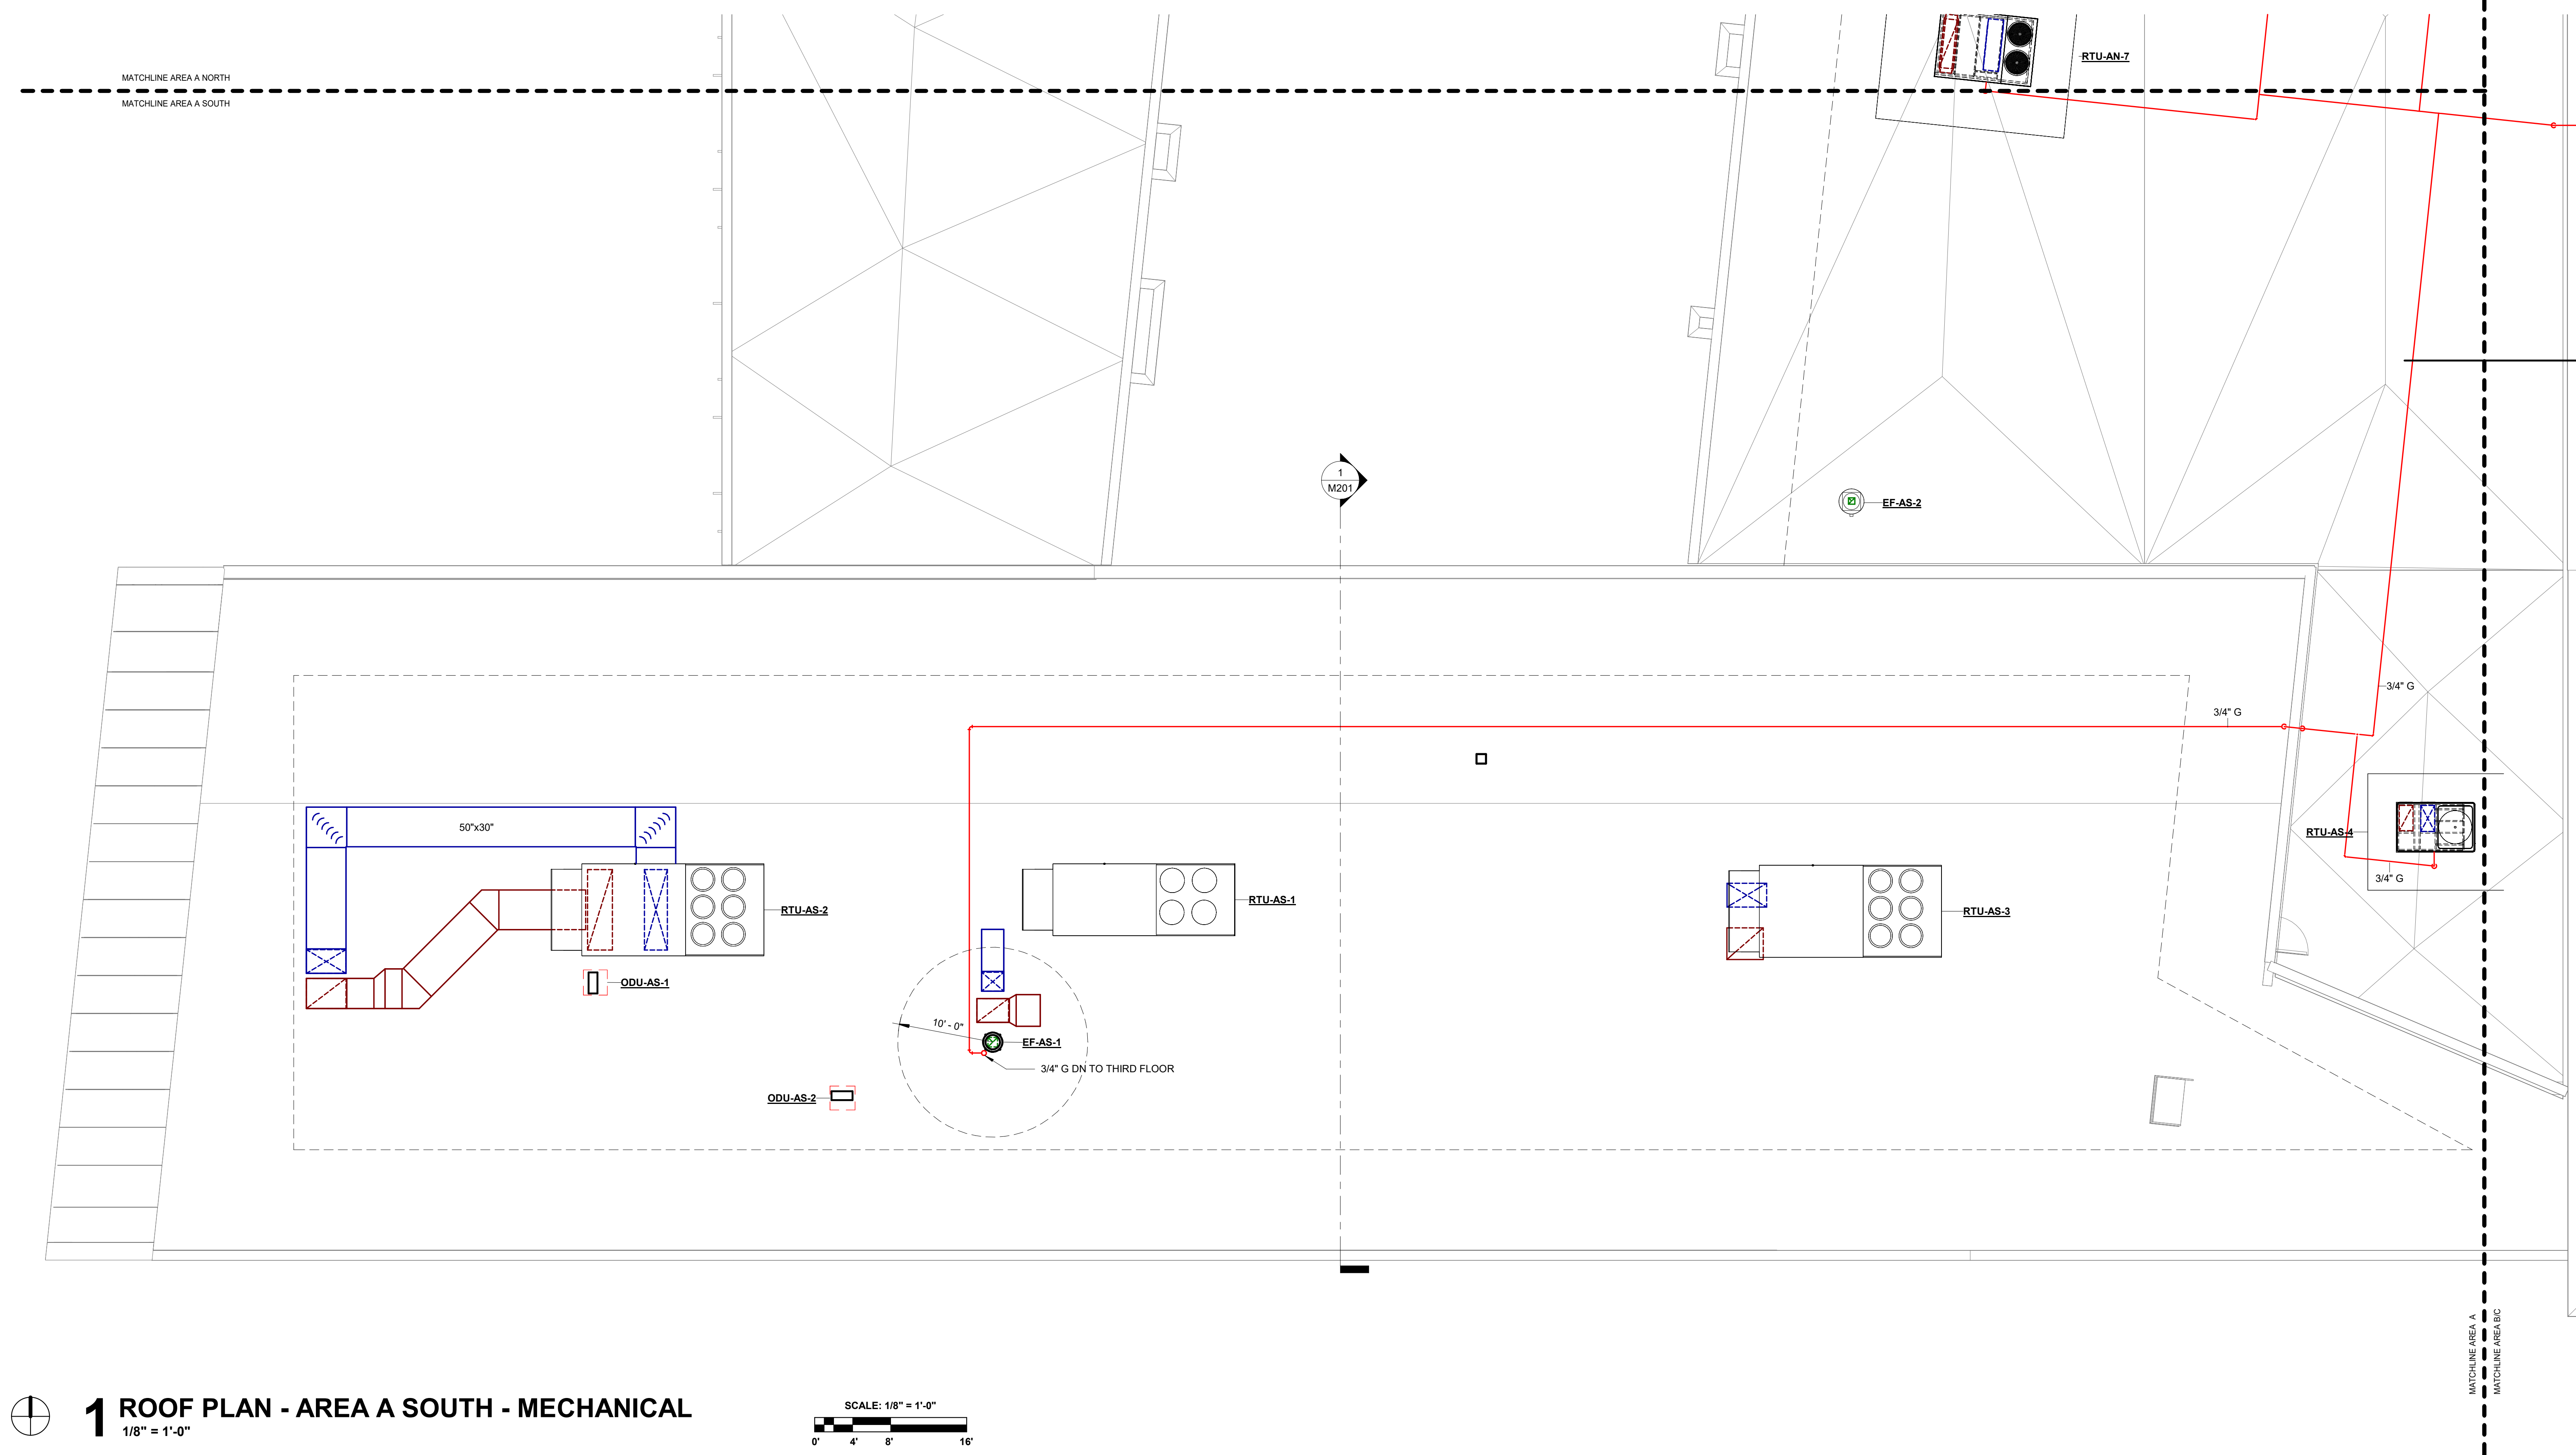 MATCHLINE AREA A NORTH
MATCHLINE AREA A SOUTH
RTU-AN-7
1
M201
EF-AS-2
3/4" G
3/4" G
50"x30"
RTU-AS-4
3/4" G
RTU-AS-2
RTU-AS-1
RTU-AS-3
ODU-AS-1
10' - 0"
EF-AS-1
3/4" G DN TO THIRD FLOOR
ODU-AS-2
MATCHLINE AREA A
MATCHLINE AREA B/C
1 ROOF PLAN - AREA A SOUTH - MECHANICAL
1/8" = 1'-0"
SCALE: 1/8" = 1'-0"
0' 4' 8' 16'